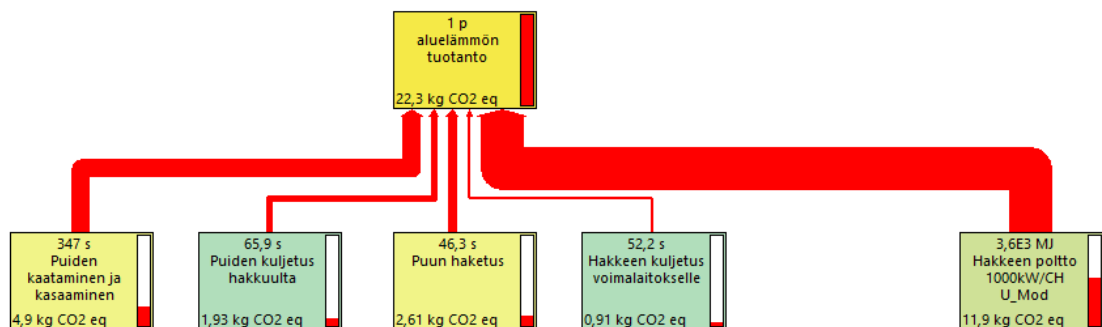 1 p
aluelämmön
tuotanto
22,3 kg CO2 eq
347 s
Puiden
kaataminen ja
kasaaminen
4,9 kg CO2 eq
65,9 s
Puiden kuljetus
hakkuulta
1,93 kg CO2 eq
46,3 s
Puun haketus
2,61 kg CO2 eq
52,2 s
Hakkeen kuljetus
voimalaitokselle
0,91 kg CO2 eq
3,6E3 MJ
Hakkeen poltto
1000kW/CH
U_Mod
11,9 kg CO2 eq